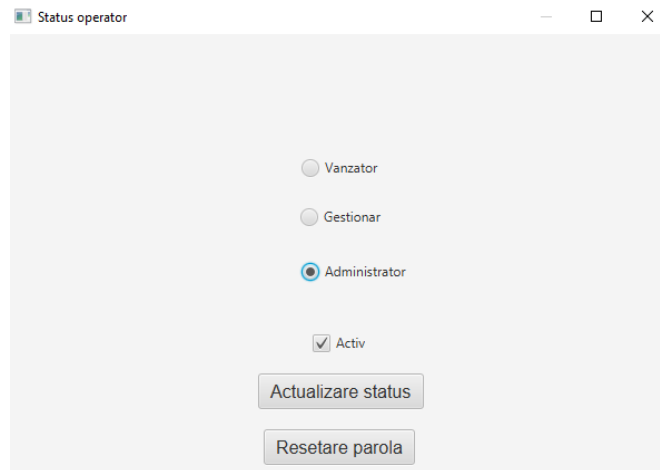 Status operator
Vanzator
Gestionar
Administrator
Activ
Actualizare status
Resetare parola